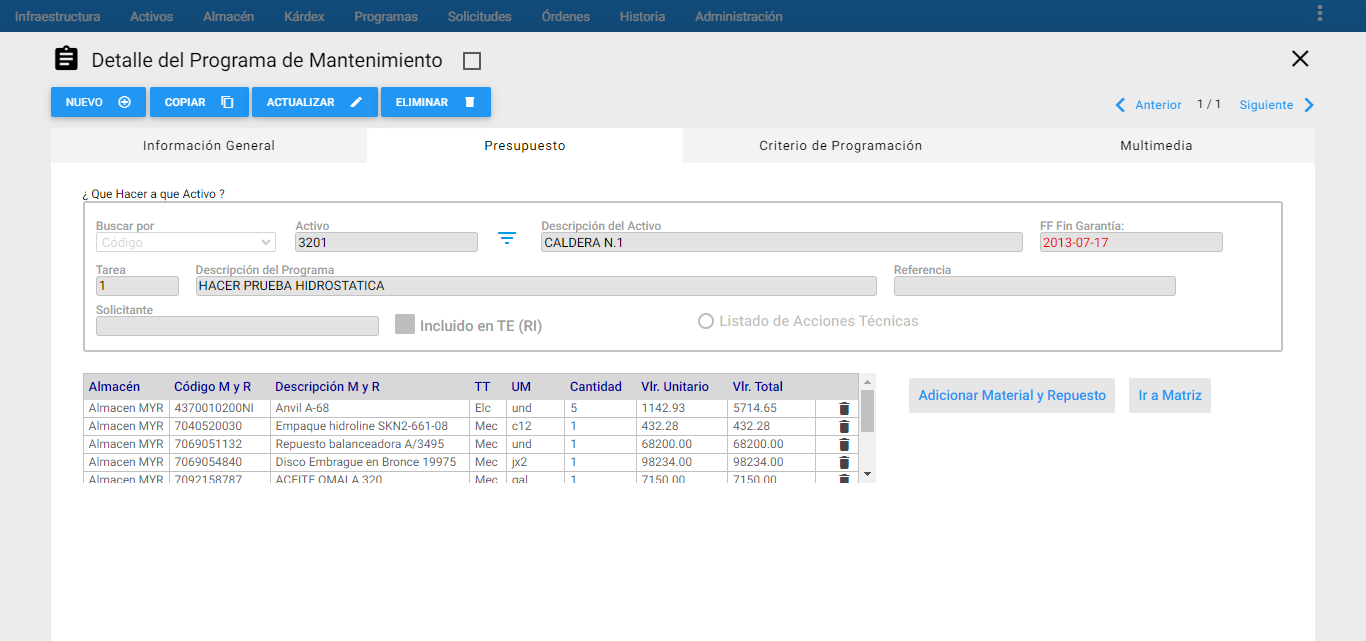 Infraestructura Activos Almacén Kárdex Programas Solicitudes Órdenes Historia Administración
Detalle del Programa de Mantenimiento
NUEVO COPIAR ACTUALIZAR ELIMINAR
Anterior 1 / 1 Siguiente
Información General Presupuesto Criterio de Programación Multimedia
¿ Que Hacer a que Activo ?
Buscar por Activo Descripción del Activo FF Fin Garantía:
Código 3201 CALDERA N.1 2013-07-17
Tarea Descripción del Programa Referencia
1 HACER PRUEBA HIDROSTATICA
Solicitante
Incluido en TE (RI) Listado de Acciones Técnicas
Almacén Código M y R Descripción M y R TT UM Cantidad Vlr. Unitario Vlr. Total
Adicionar Material y Repuesto Ir a Matriz
Almacen MYR 4370010200NI Anvil A-68 Elc und 5 1142.93 5714.65
Almacen MYR 7040520030 Empaque hidroline SKN2-661-08 Mec c12 1 432.28 432.28
Almacen MYR 7069051132 Repuesto balanceadora A/3495 Mec und 1 68200.00 68200.00
Almacen MYR 7069054840 Disco Embrague en Bronce 19975 Mec jx2 1 98234.00 98234.00
Almacen MYR 7092158787 ACEITE OMALA 320 Mec gal 1 7150.00 7150.00